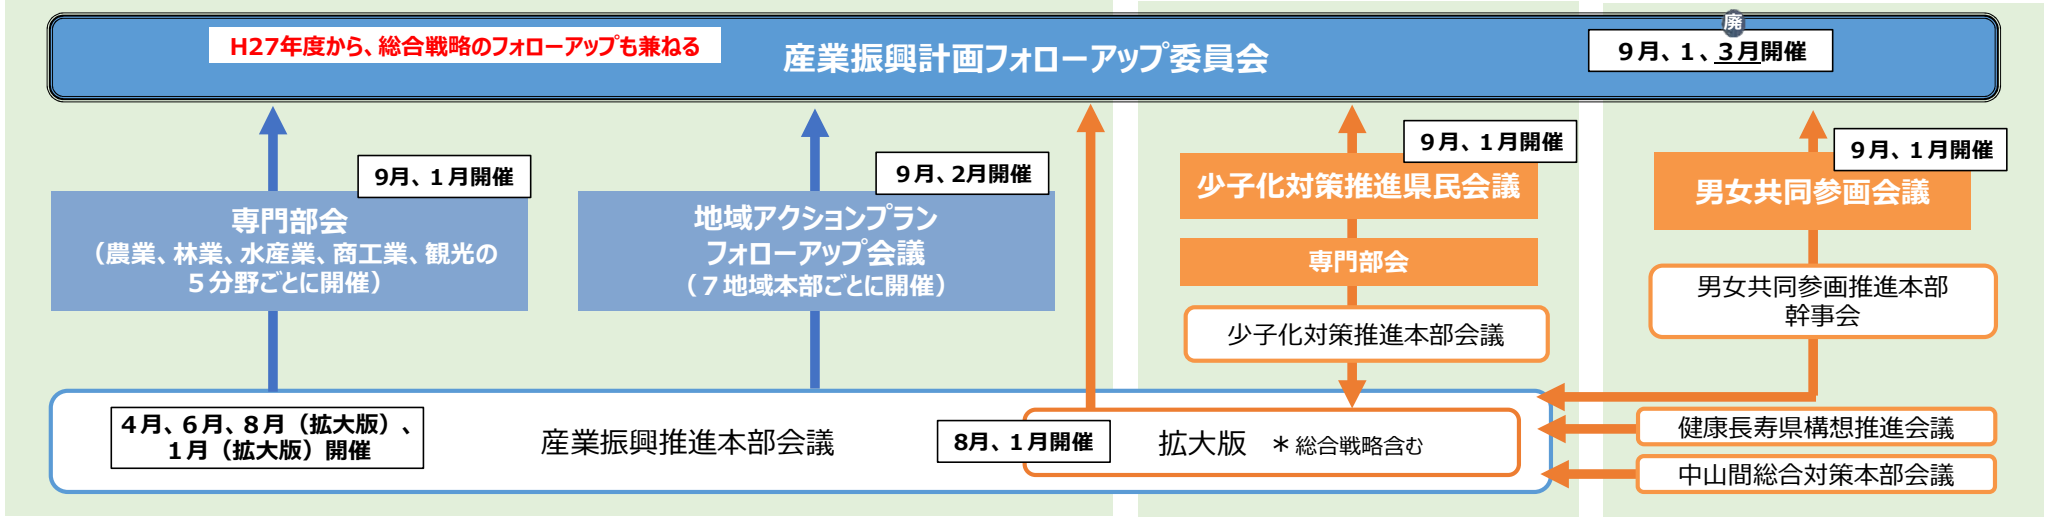 廃
H27年度から、総合戦略のフォローアップも兼ねる
産業振興計画フォローアップ委員会
９月、１、３月開催
9月、１月開催
専門部会
（農業、林業、水産業、商工業、観光の
５分野ごとに開催）
９月、2月開催
地域アクションプラン
フォローアップ会議
（７地域本部ごとに開催）
９月、１月開催
少子化対策推進県民会議
専門部会
少子化対策推進本部会議
９月、１月開催
男女共同参画会議
男女共同参画推進本部
幹事会
４月、６月、８月（拡大版）、
１月（拡大版）開催
産業振興推進本部会議
8月、１月開催
拡大版　＊総合戦略含む
健康長寿県構想推進会議
中山間総合対策本部会議